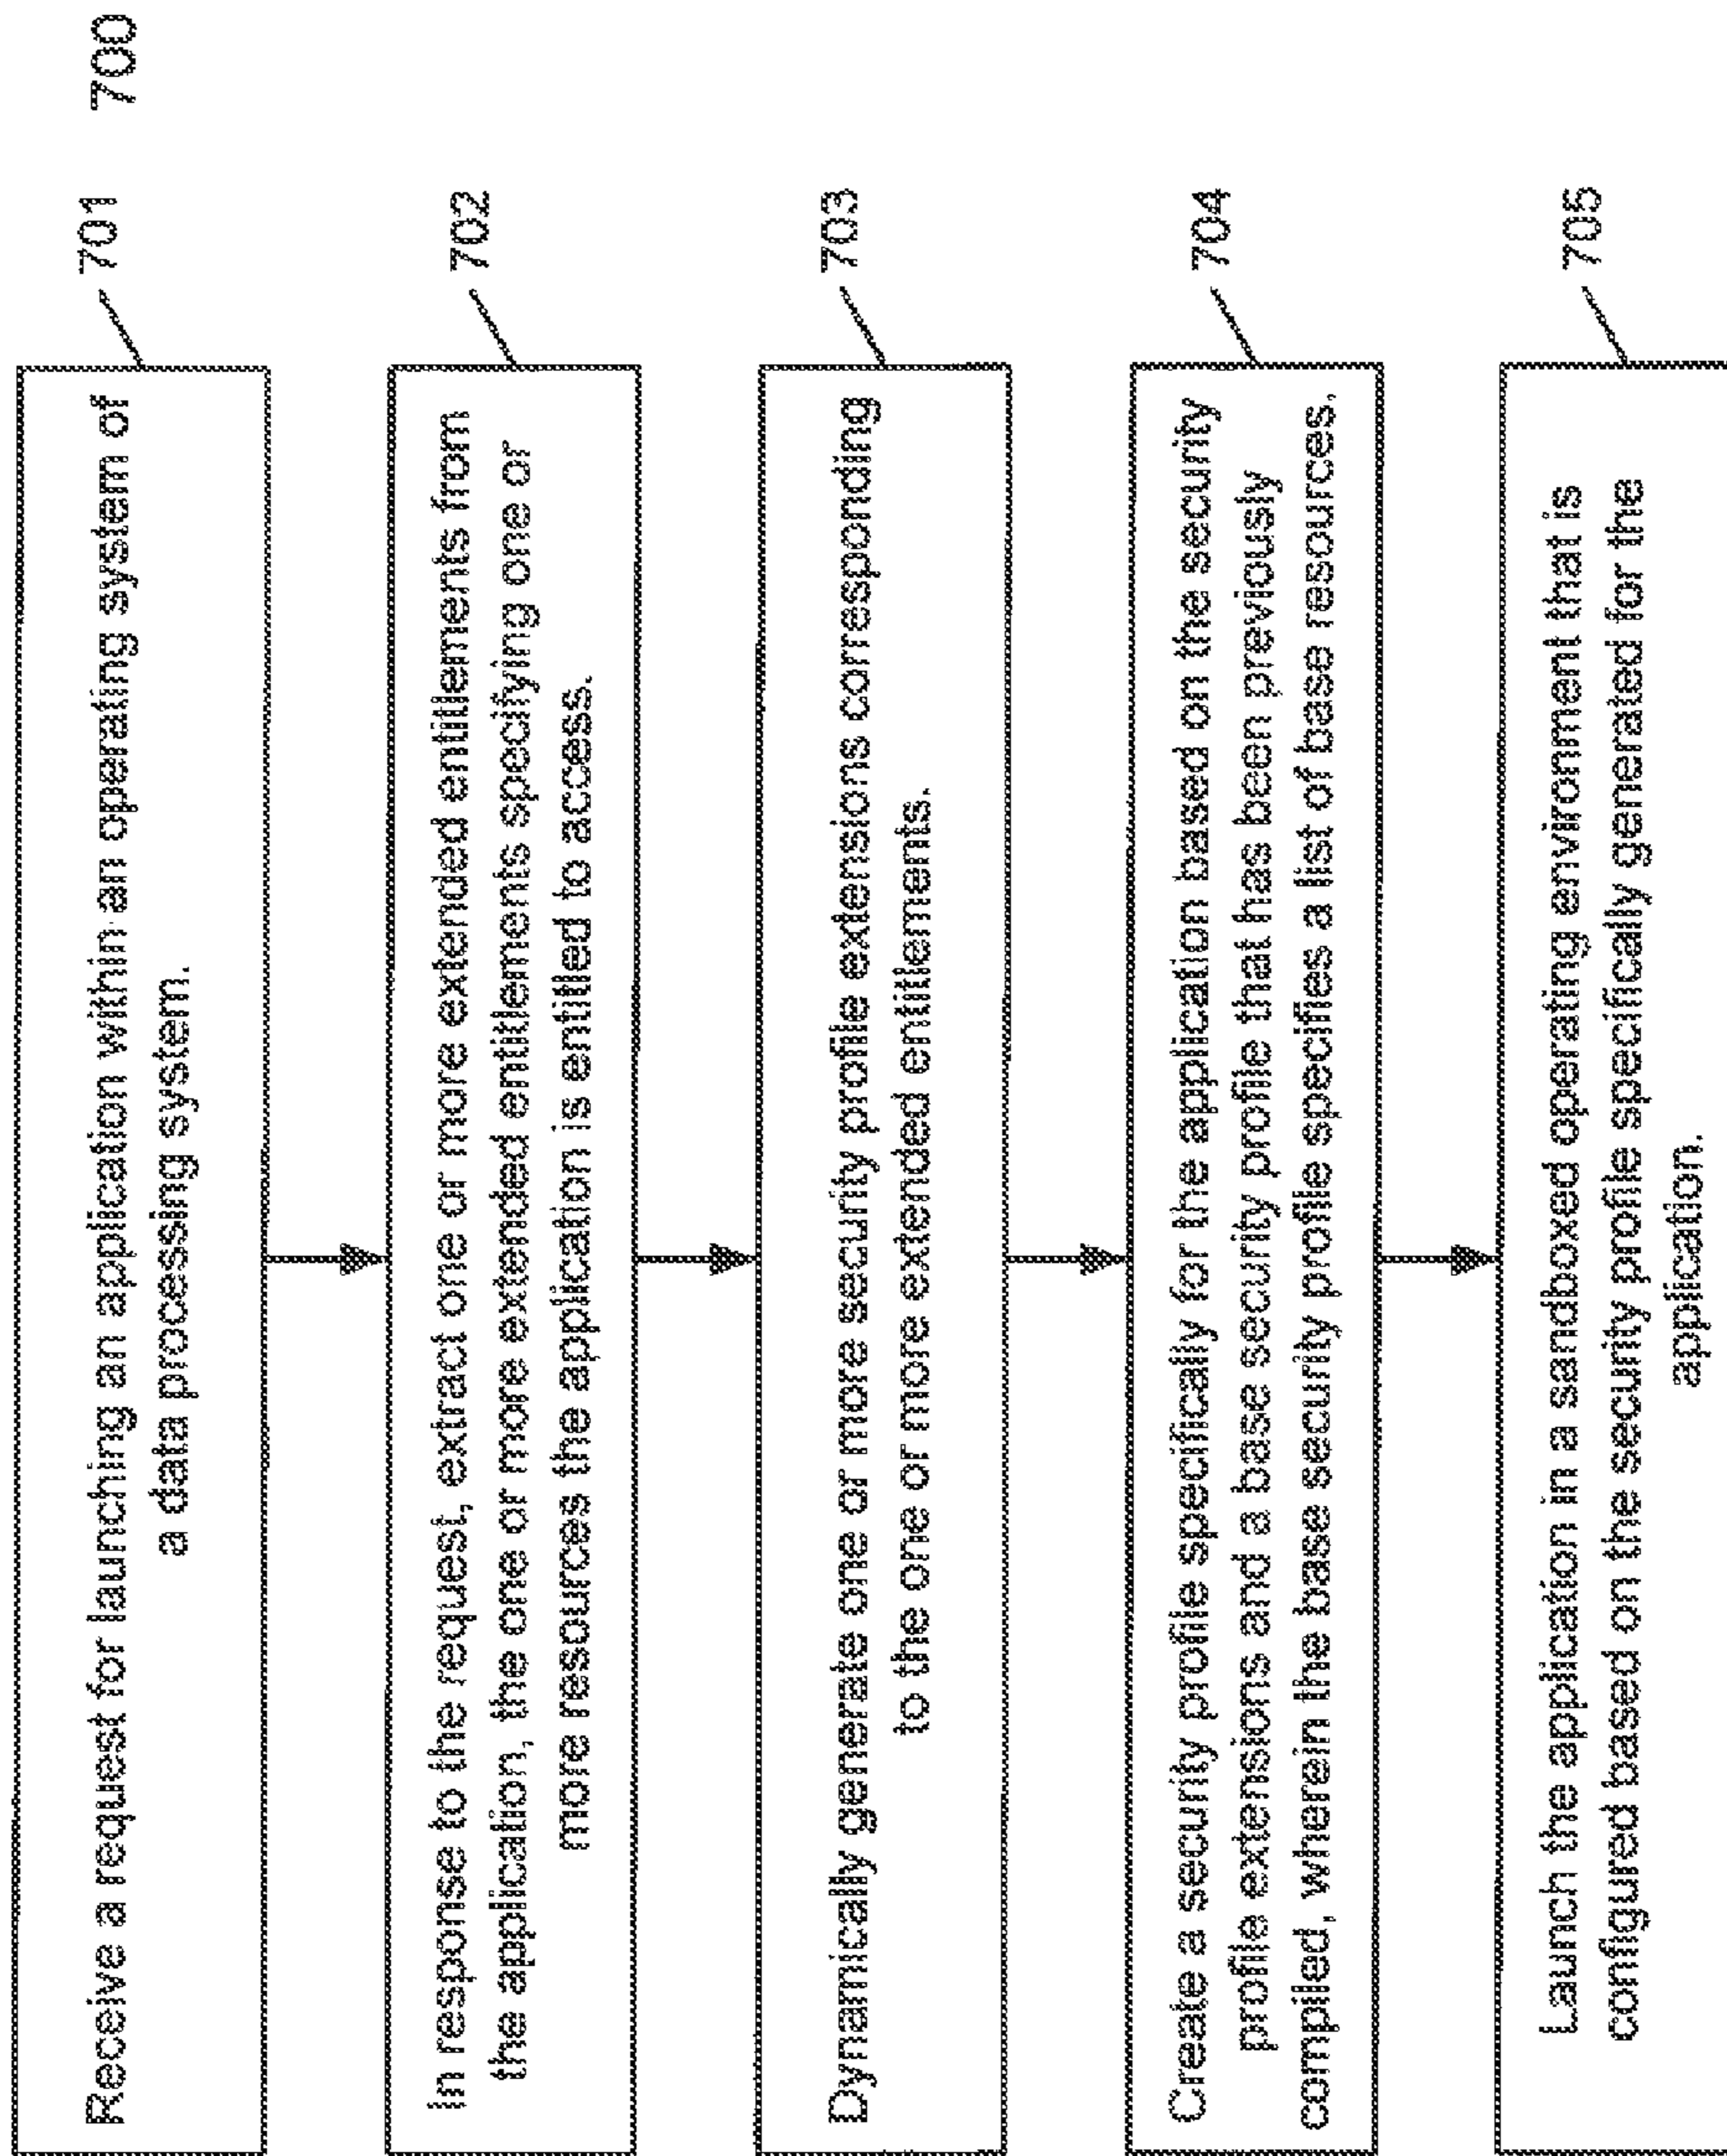 700
701
Receive a request for launching an application within an operating system of
a data processing system.
702
In response to the request, extract one or more extended entitlements from
the application, the one or more extended entitlements specifying one or
more resources the application is entitled to access.
703
Dynamically generate one or more security profile extensions corresponding
to the one or more extended entitlements.
704
Create a security profile specifically for the application based on the security
profile extensions and a base security profile that has been previously
compiled, wherein the base security profile specifies a list of base resources.
705
Launch the application in a sandboxed operating environment that is
configured based on the security profile specifically generated for the
application.